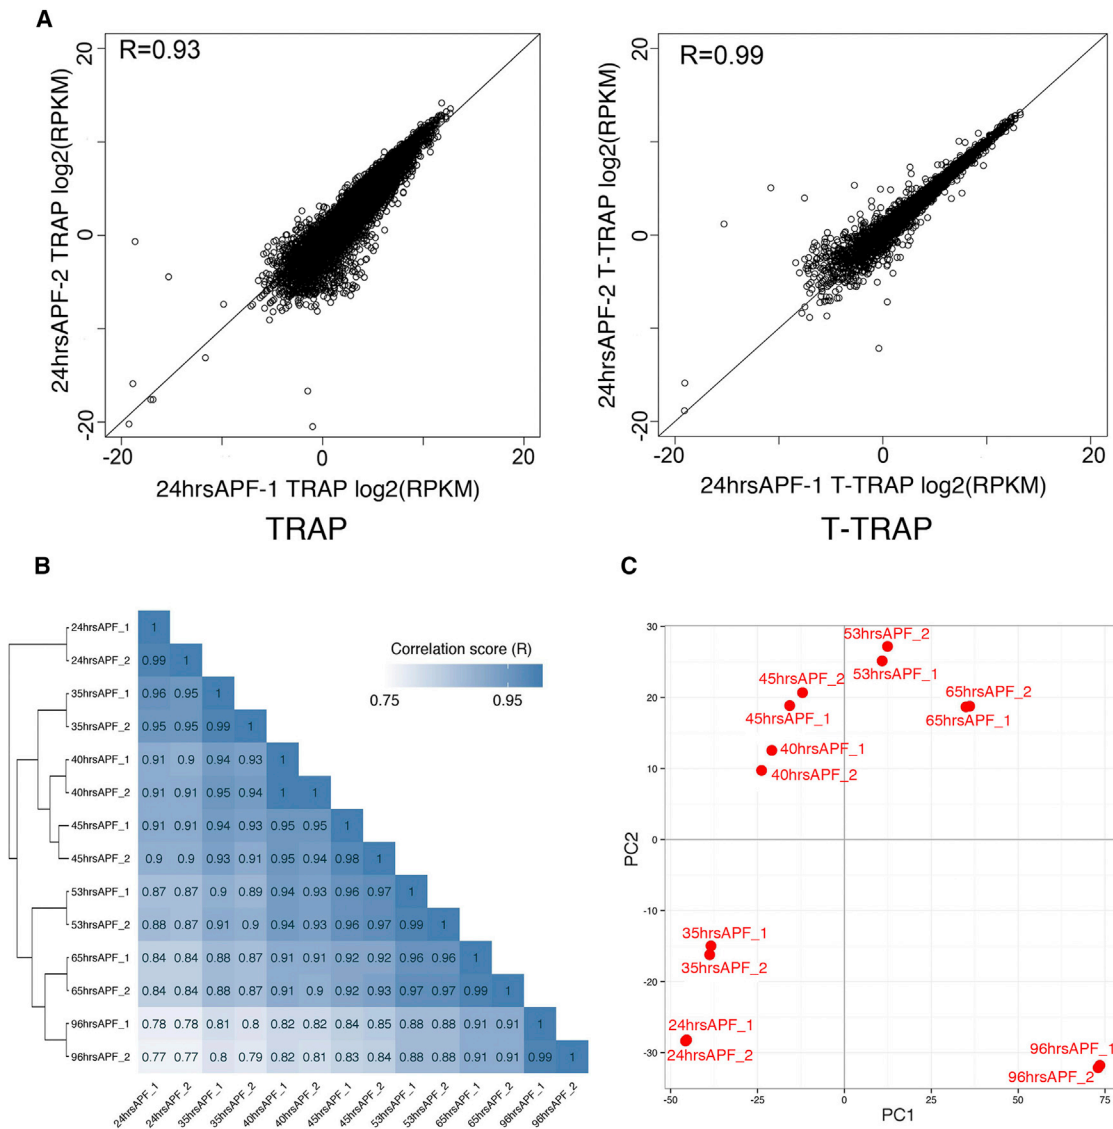 A
R=0.93
20
0
-20
24hrsAPF-2 TRAP log2(RPKM)
-20
0
20
24hrsAPF-1 TRAP log2(RPKM)
TRAP
R=0.99
20
0
-20
24hrsAPF-2 T-TRAP log2(RPKM)
-20
0
20
24hrsAPF-1 T-TRAP log2(RPKM)
T-TRAP
B
Correlation score (R)
0.75 0.95
24hrsAPF_1 1
24hrsAPF_2 0.99 1
35hrsAPF_1 0.96 0.95 1
35hrsAPF_2 0.95 0.95 0.99 1
40hrsAPF_1 0.91 0.9 0.94 0.93 1
40hrsAPF_2 0.91 0.91 0.95 0.94 1 1
45hrsAPF_1 0.91 0.91 0.94 0.93 0.95 0.95 1
45hrsAPF_2 0.9 0.9 0.93 0.91 0.95 0.94 0.98 1
53hrsAPF_1 0.87 0.87 0.9 0.89 0.94 0.93 0.96 0.97 1
53hrsAPF_2 0.88 0.87 0.91 0.9 0.94 0.93 0.96 0.97 0.99 1
65hrsAPF_1 0.84 0.84 0.88 0.87 0.91 0.91 0.92 0.92 0.96 0.96 1
65hrsAPF_2 0.84 0.84 0.88 0.87 0.91 0.9 0.92 0.93 0.97 0.97 0.99 1
96hrsAPF_1 0.78 0.78 0.81 0.8 0.82 0.82 0.84 0.85 0.88 0.88 0.91 0.91 1
96hrsAPF_2 0.77 0.77 0.8 0.79 0.82 0.81 0.83 0.84 0.88 0.88 0.91 0.91 0.99 1
24hrsAPF_1 24hrsAPF_2 35hrsAPF_1 35hrsAPF_2 40hrsAPF_1 40hrsAPF_2 45hrsAPF_1 45hrsAPF_2 53hrsAPF_1 53hrsAPF_2 65hrsAPF_1 65hrsAPF_2 96hrsAPF_1 96hrsAPF_2
C
30
20
10
0
-10
-20
-30
PC2
53hrsAPF_2
53hrsAPF_1
45hrsAPF_2
45hrsAPF_1
65hrsAPF_2
65hrsAPF_1
40hrsAPF_1
40hrsAPF_2
35hrsAPF_1
35hrsAPF_2
24hrsAPF_1
24hrsAPF_2
96hrsAPF_1
96hrsAPF_2
-50 -25 0 25 50 75
PC1